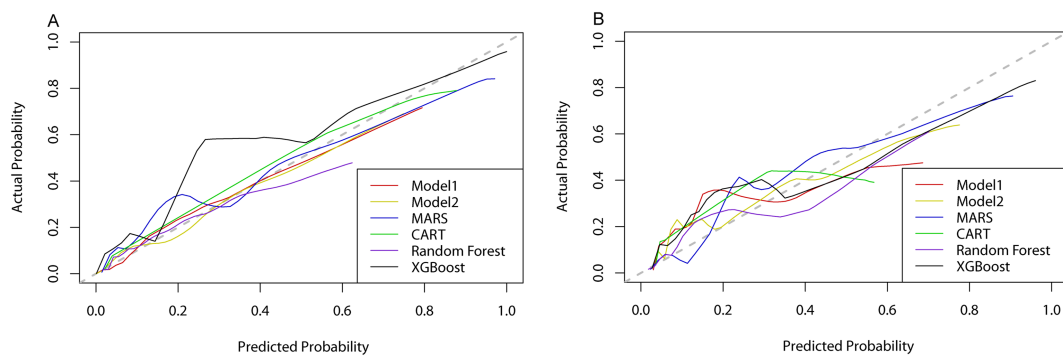 A
Actual Probability
1.0
0.8
0.6
0.4
0.2
0.0
Model1
Model2
MARS
CART
Random Forest
XGBoost
0.0 0.2 0.4 0.6 0.8 1.0
Predicted Probability
B
Actual Probability
1.0
0.8
0.6
0.4
0.2
0.0
Model1
Model2
MARS
CART
Random Forest
XGBoost
0.0 0.2 0.4 0.6 0.8 1.0
Predicted Probability